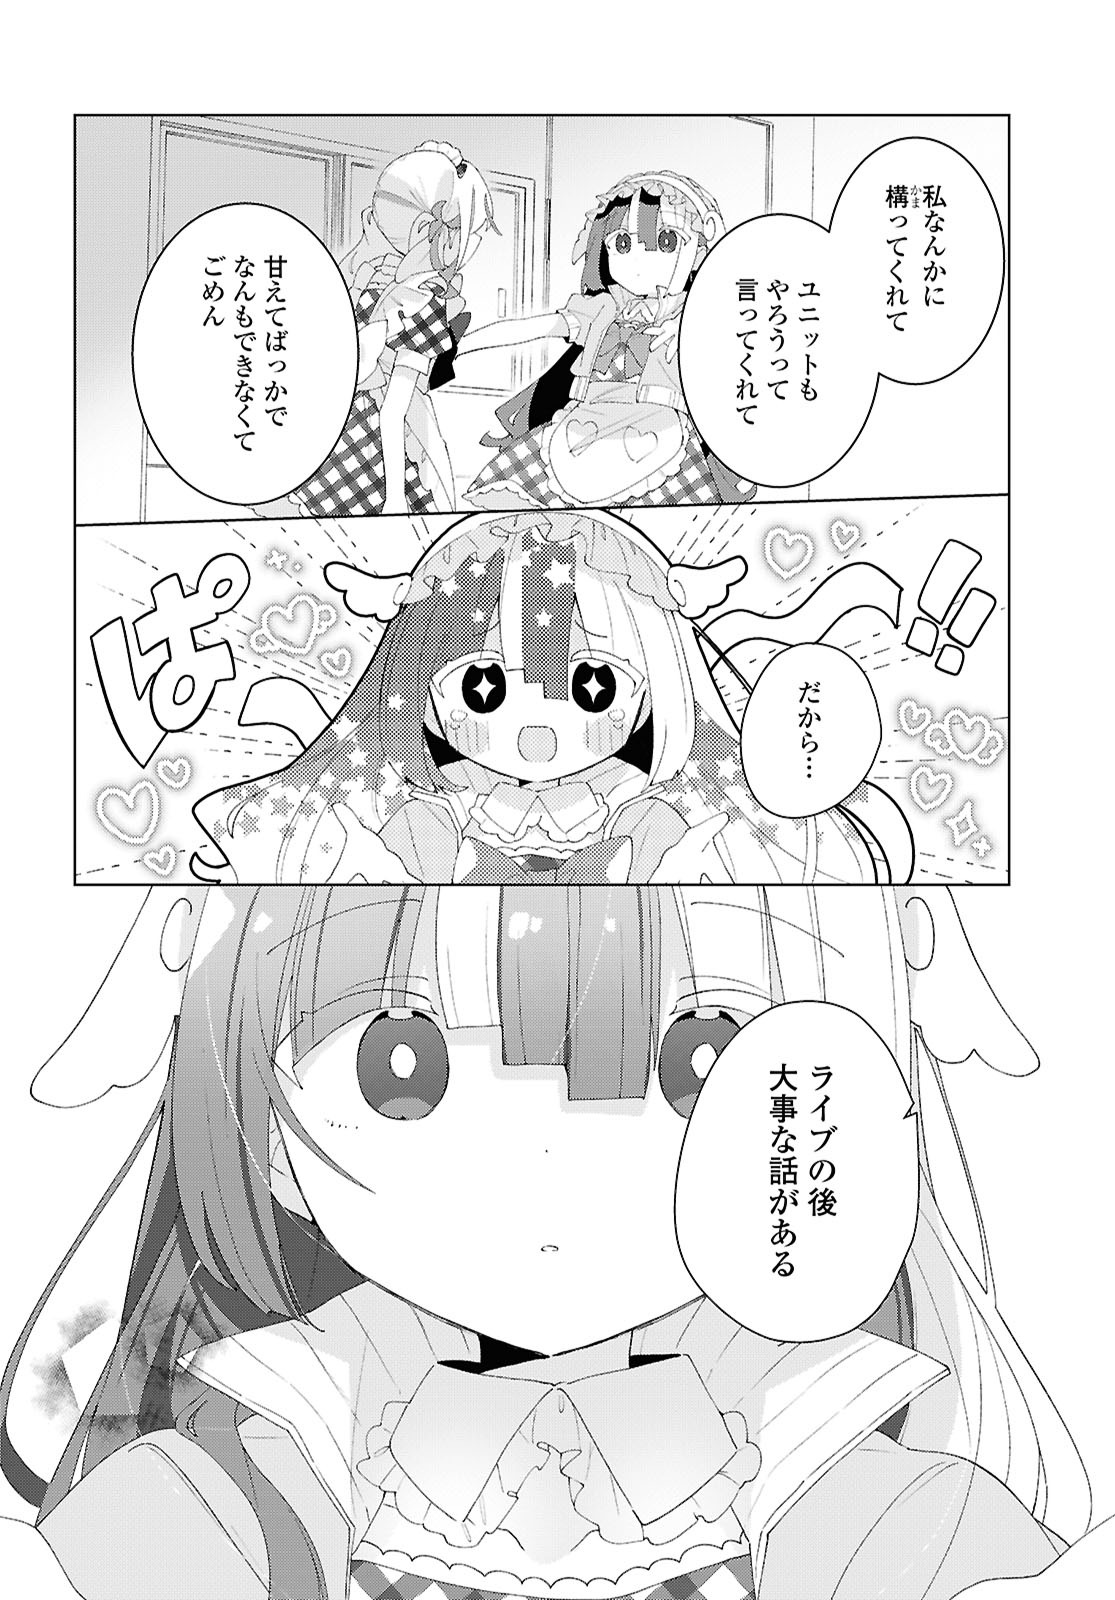 私なんかに
構ってくれて
かま
ユニットも
やろうって
言ってくれて
甘えてばっかで
なんもできなくて
ごめん
ぱっ
!!
だから…
ライブの後
大事な話がある